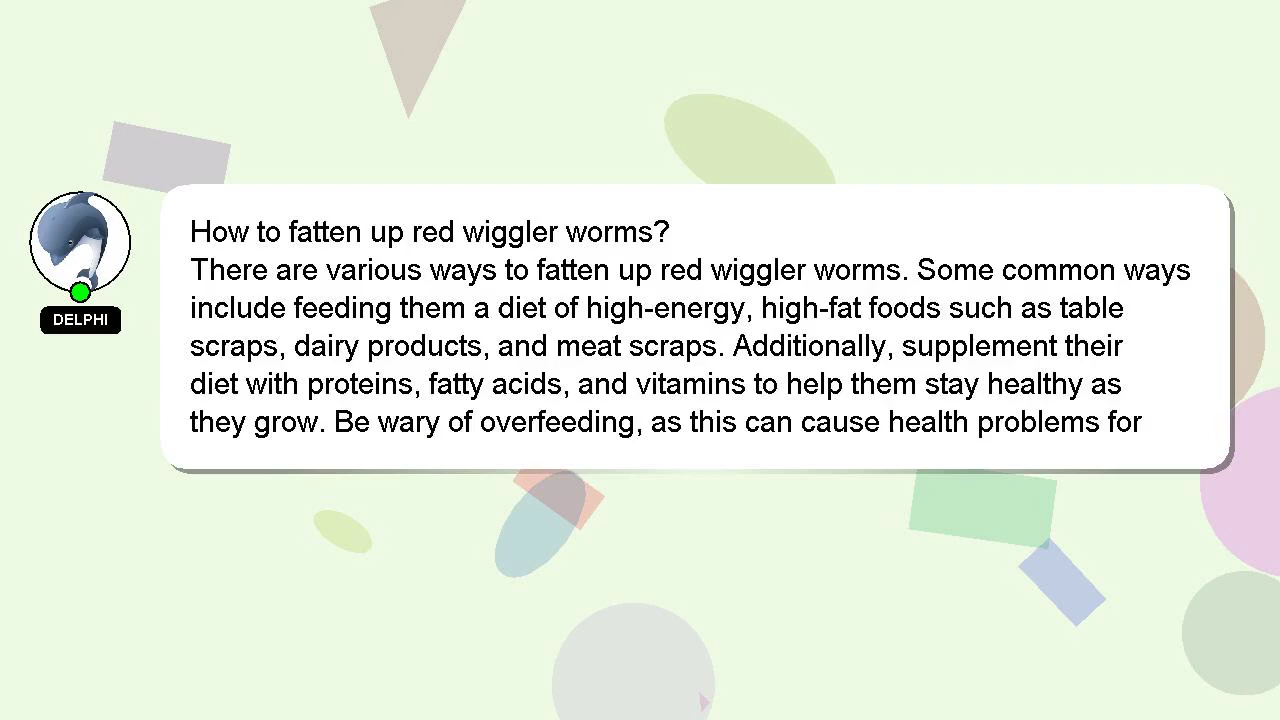 How to fatten up red wiggler worms?
There are various ways to fatten up red wiggler worms. Some common ways
include feeding them a diet of high-energy, high-fat foods such as table
scraps, dairy products, and meat scraps. Additionally, supplement their
diet with proteins, fatty acids, and vitamins to help them stay healthy as
they grow. Be wary of overfeeding, as this can cause health problems for
DELPHI